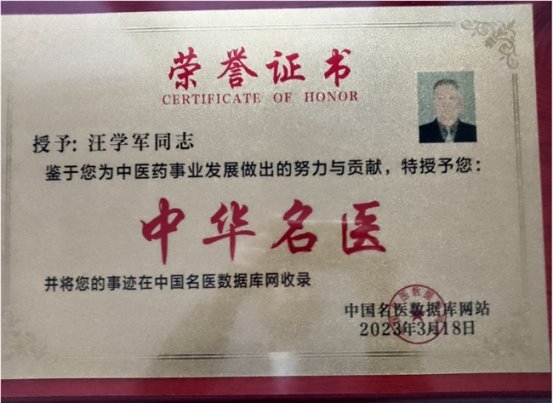 荣誉证书
CERTIFICATE OF HONOR
授予: 汪学军同志
鉴于您为中医药事业发展做出的努力与贡献，特授予您：
中华名医
并将您的事迹在中国名医数据库网收录
中国名医数据库网站
2023年3月18日